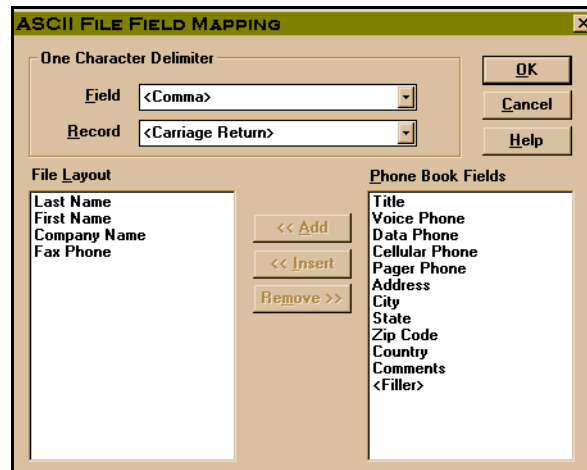 ASCII FILE FIELD MAPPING
One Character Delimiter
Field <Comma>
Record <Carriage Return>
OK
Cancel
Help
File Layout
Last Name
First Name
Company Name
Fax Phone
<< Add
<< Insert
Remove >>
Phone Book Fields
Title
Voice Phone
Data Phone
Cellular Phone
Pager Phone
Address
City
State
Zip Code
Country
Comments
<Filler>